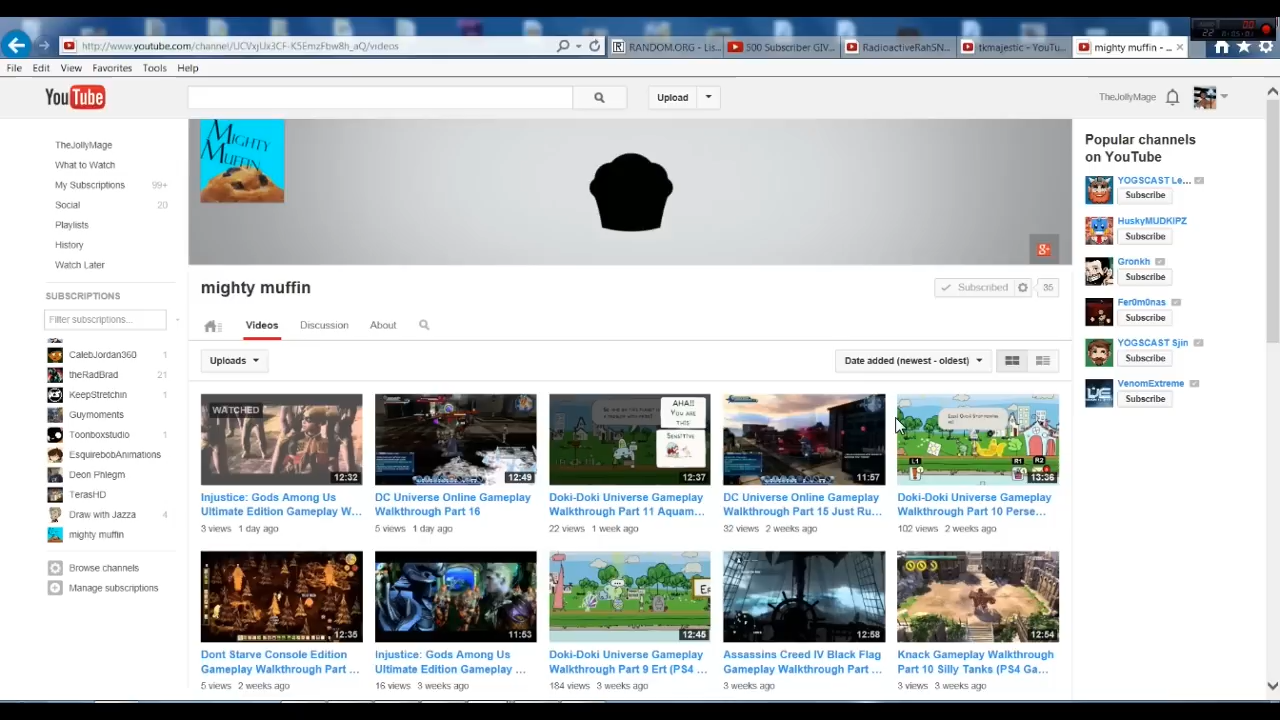 http://www.youtube.com/channel/UCVxjUx3CF-K5EmzFbw8h_aQ/videos
RANDOM.ORG - Lis...
500 Subscriber GIV...
RadioactiveRahSN...
tkmajestic – YouTu...
mighty muffin - ...
File Edit View Favorites Tools Help
YouTube
Upload
TheJollyMage
TheJollyMage
What to Watch
My Subscriptions 99+
Social 20
Playlists
History
Watch Later
SUBSCRIPTIONS
Filter subscriptions...
CalebJordan360 1
theRadBrad 21
KeepStretchin 1
Guymoments
Toonboxstudio 1
EsquirebobAnimations
Deon Phlegm
TerasHD
Draw with Jazza 4
mighty muffin
Browse channels
Manage subscriptions
MIGHTY
MUFFIN
g+
mighty muffin
Subscribed 35
Videos Discussion About
Uploads
Date added (newest - oldest)
WATCHED
12:32
Injustice: Gods Among Us
Ultimate Edition Gameplay W...
3 views 1 day ago
12:49
DC Universe Online Gameplay
Walkthrough Part 16
5 views 1 day ago
AHA!!
YOU ARE
THIS
SENSITIVE
12:37
Doki-Doki Universe Gameplay
Walkthrough Part 11 Aquam...
22 views 1 week ago
11:57
DC Universe Online Gameplay
Walkthrough Part 15 Just Ru...
32 views 2 weeks ago
L1
R1
R2
13:36
Doki-Doki Universe Gameplay
Walkthrough Part 10 Perse...
102 views 2 weeks ago
12:35
Dont Starve Console Edition
Gameplay Walkthrough Part ...
5 views 2 weeks ago
11:53
Injustice: Gods Among Us
Ultimate Edition Gameplay ...
16 views 3 weeks ago
12:45
Doki-Doki Universe Gameplay
Walkthrough Part 9 Ert (PS4 ...
184 views 3 weeks ago
12:58
Assassins Creed IV Black Flag
Gameplay Walkthrough Part ...
3 weeks ago
12:54
Knack Gameplay Walkthrough
Part 10 Silly Tanks (PS4 Ga...
3 views 3 weeks ago
Popular channels
on YouTube
YOGSCAST Le...
Subscribe
HuskyMUDKIPZ
Subscribe
Gronkh
Subscribe
Fer0m0nas
Subscribe
YOGSCAST Sjin
Subscribe
VenomExtreme
Subscribe